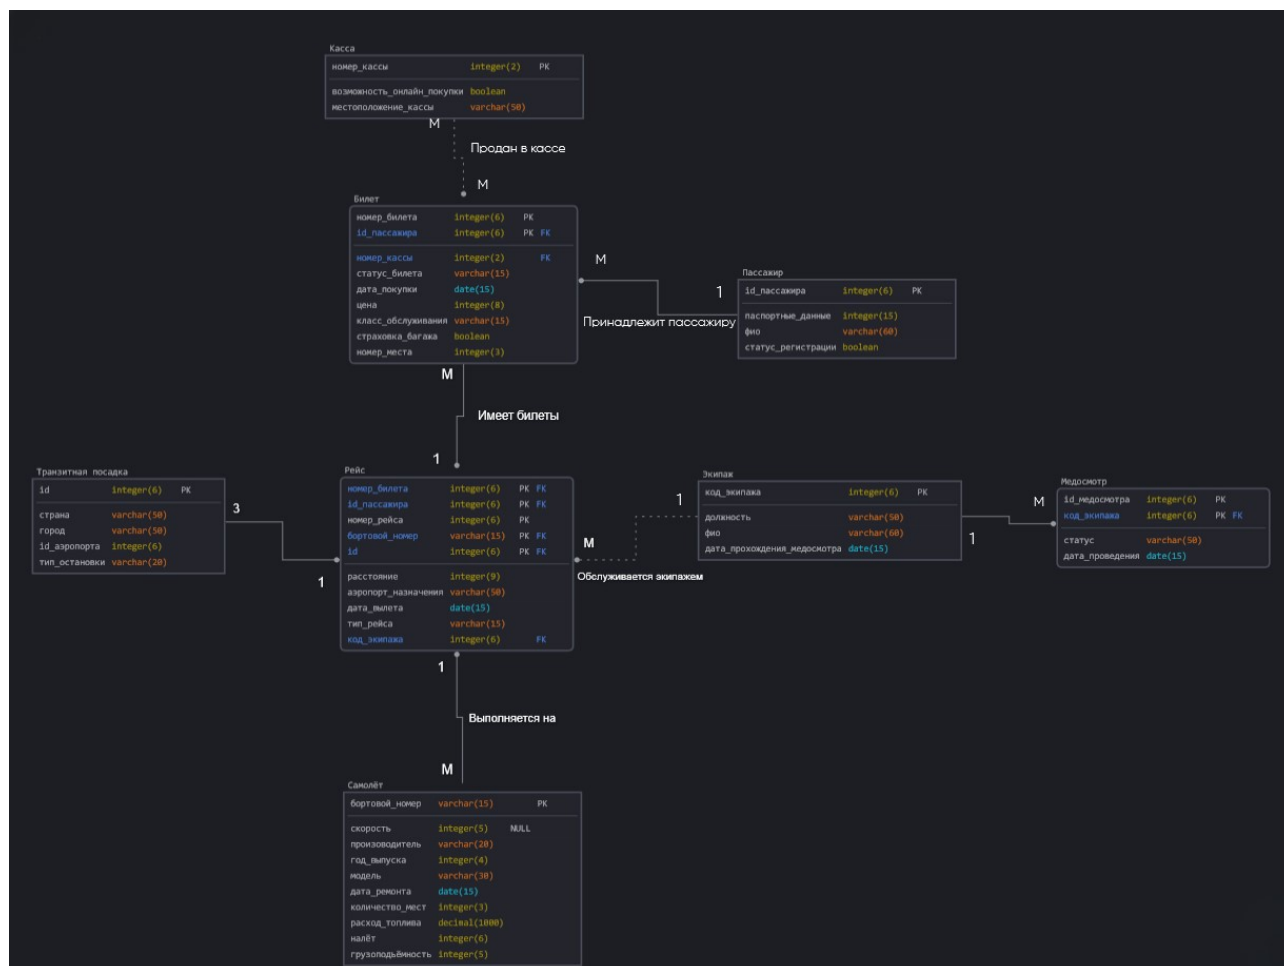 Касса
номер_кассы integer(2) PK
возможность_онлайн_покупки boolean
местоположение_кассы varchar(50)
M
Продан в кассе
M
Билет
номер_билета integer(6) PK
id_пассажира integer(6) PK FK
номер_кассы integer(2) FK
статус_билета varchar(15)
дата_покупки date(15)
цена integer(8)
класс_обслуживания varchar(15)
страховка_багажа boolean
номер_места integer(3)
M
Принадлежит пассажиру
1
Пассажир
id_пассажира integer(6) PK
паспортные_данные integer(15)
фио varchar(60)
статус_регистрации boolean
M
Имеет билеты
1
Транзитная посадка
id integer(6) PK
страна varchar(50)
город varchar(50)
id_аэропорта integer(6)
тип_остановки varchar(20)
3
1
Рейс
номер_билета integer(6) PK FK
id_пассажира integer(6) PK FK
номер_рейса integer(6) PK
бортовой_номер varchar(15) PK FK
id integer(6) PK FK
расстояние integer(9)
аэропорт_назначения varchar(50)
дата_вылета date(15)
тип_рейса varchar(15)
код_экипажа integer(6) FK
M
Обслуживается экипажем
1
Экипаж
код_экипажа integer(6) PK
должность varchar(50)
фио varchar(60)
дата_прохождения_медосмотра date(15)
1
M
Медосмотр
id_медосмотра integer(6) PK
код_экипажа integer(6) PK FK
статус varchar(50)
дата_проведения date(15)
1
Выполняется на
M
Самолёт
бортовой_номер varchar(15) PK
скорость integer(5) NULL
произоводитель varchar(20)
год_выпуска integer(4)
модель varchar(30)
дата_ремонта date(15)
количество_мест integer(3)
расход_топлива decimal(1000)
налёт integer(6)
грузоподъёмность integer(5)